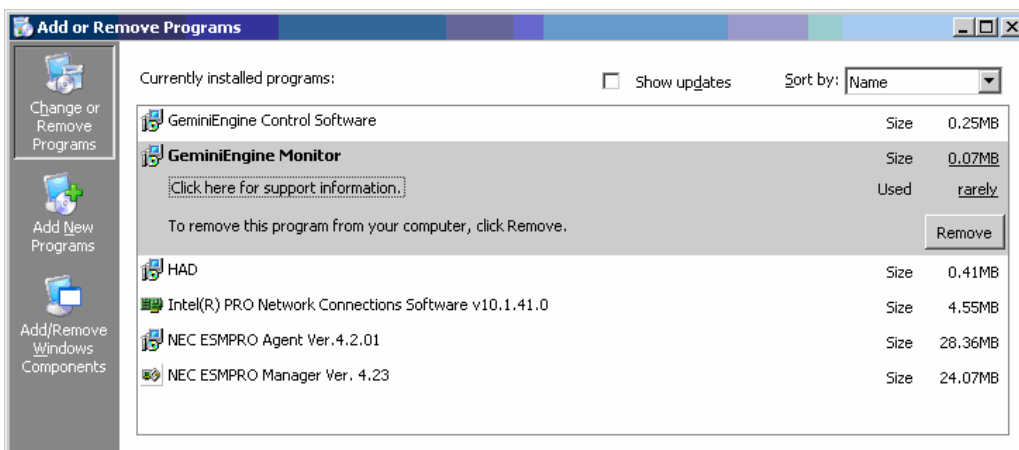 Add or Remove Programs
Change or
Remove
Programs
Add New
Programs
Add/Remove
Windows
Components
Currently installed programs:
Show updates
Sort by: Name
GeminiEngine Control Software Size 0.25MB
GeminiEngine Monitor Size 0.07MB
Click here for support information. Used rarely
To remove this program from your computer, click Remove. Remove
HAD Size 0.41MB
Intel(R) PRO Network Connections Software v10.1.41.0 Size 4.55MB
NEC ESMPRO Agent Ver.4.2.01 Size 28.36MB
NEC ESMPRO Manager Ver. 4.23 Size 24.07MB